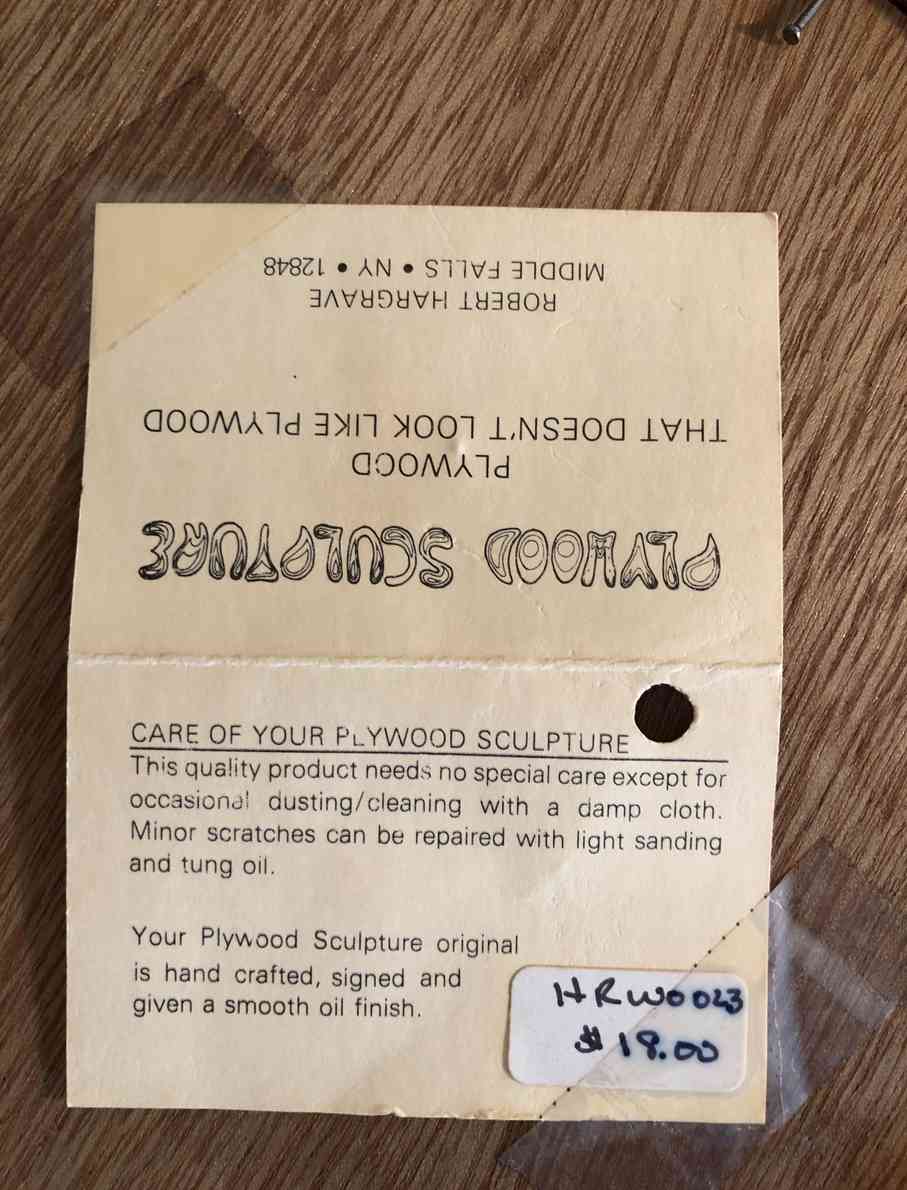 PLYWOOD SCULPTURE
PLYWOOD
THAT DOESN'T LOOK LIKE PLYWOOD
ROBERT HARGRAVE
MIDDLE FALLS • NY • 12848
CARE OF YOUR PLYWOOD SCULPTURE
This quality product needs no special care except for
occasional dusting/cleaning with a damp cloth.
Minor scratches can be repaired with light sanding
and tung oil.
Your Plywood Sculpture original
is hand crafted, signed and
given a smooth oil finish.
HRW0023
$18.00